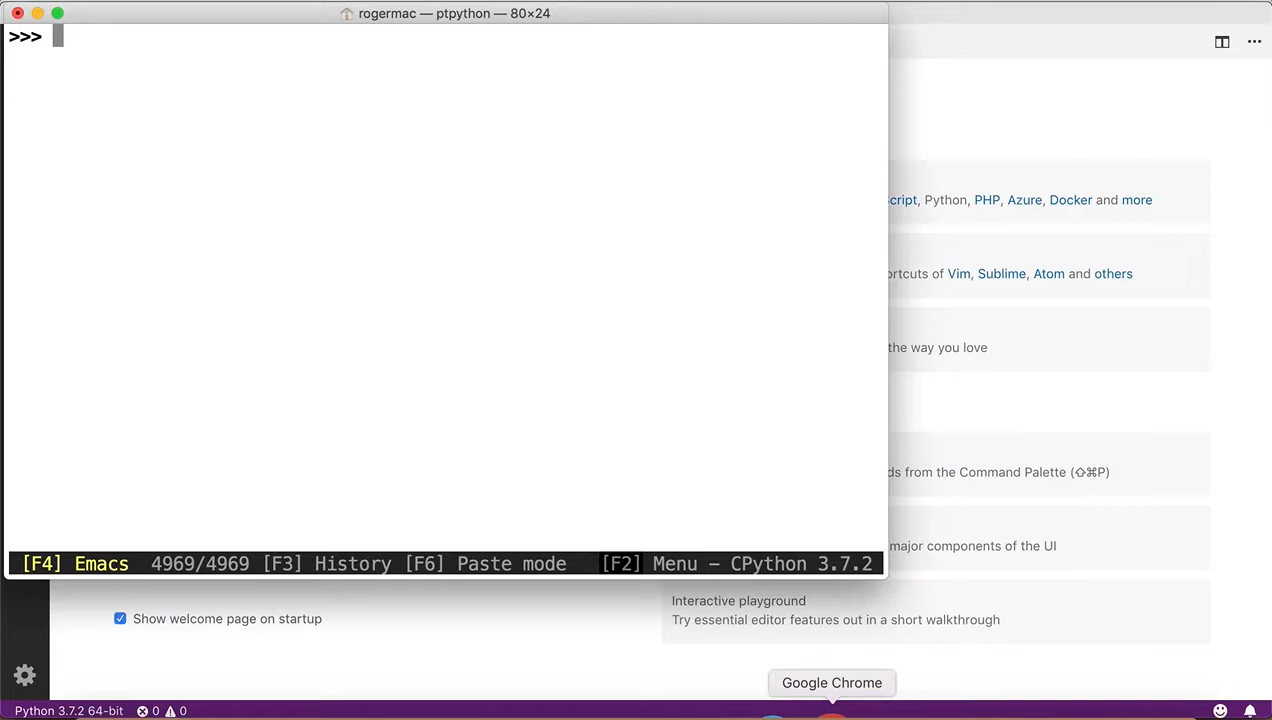 rogermac — ptpython — 80×24
>>>
script, Python, PHP, Azure, Docker and more
ortcuts of Vim, Sublime, Atom and others
the way you love
ds from the Command Palette (⇧⌘P)
major components of the UI
[F4] Emacs 4969/4969 [F3] History [F6] Paste mode [F2] Menu – CPython 3.7.2
Interactive playground
Try essential editor features out in a short walkthrough
Show welcome page on startup
Google Chrome
Python 3.7.2 64-bit 0 0